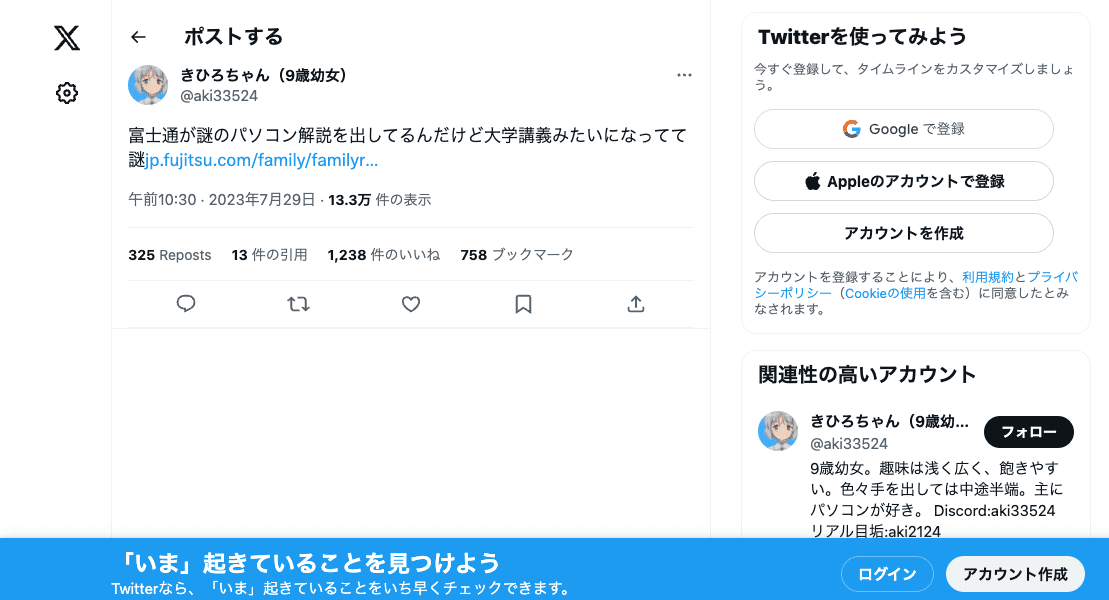 ポストする
きひろちゃん（9歳幼女）
@aki33524
富士通が謎のパソコン解説を出してるんだけど大学講義みたいになってて
謎jp.fujitsu.com/family/familyr...
午前10:30 · 2023年7月29日 · 13.3万 件の表示
325 Reposts 13 件の引用 1,238 件のいいね 758 ブックマーク
Twitterを使ってみよう
今すぐ登録して、タイムラインをカスタマイズしましょ
う。
Google で登録
Appleのアカウントで登録
アカウントを作成
アカウントを登録することにより、利用規約とプライバ
シーポリシー（Cookieの使用を含む）に同意したとみ
なされます。
関連性の高いアカウント
きひろちゃん（9歳幼...
@aki33524
フォロー
9歳幼女。趣味は浅く広く、飽きやす
い。色々手を出しては中途半端。主に
パソコンが好き。 Discord:aki33524
リアル目垢:aki2124
「いま」起きていることを見つけよう
Twitterなら、「いま」起きていることをいち早くチェックできます。
ログイン
アカウント作成